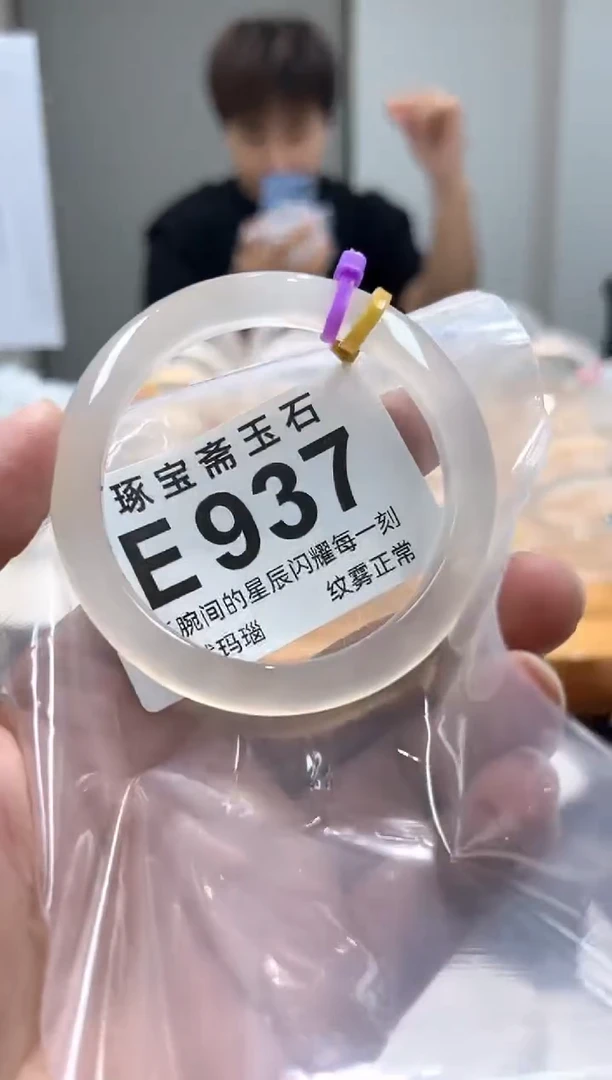 琢宝斋玉石
E937
腕间的星辰闪耀每一刻
纹雾正常
玛瑙